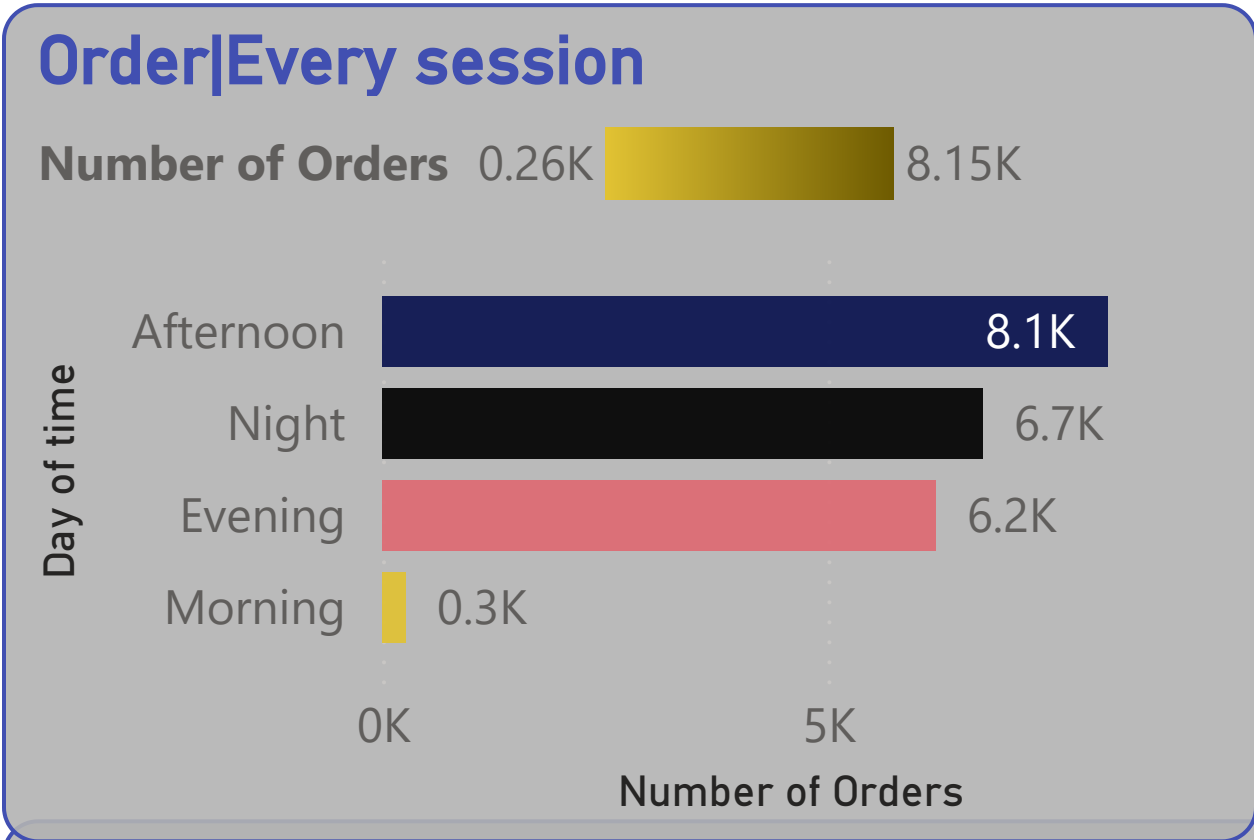 Order|Every session
Number of Orders 0.26K 8.15K
Afternoon 8.1K
Night 6.7K
Evening 6.2K
Morning 0.3K
Day of time
0K 5K
Number of Orders